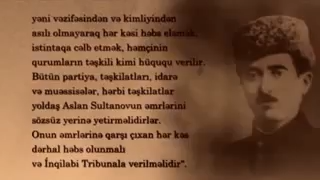 yəni vəzifəsindən və kimliyindən
asılı olmayaraq hər kəsi həbs eləmək,
istintaqa cəlb etmək, həmçinin
qurumların təşkili kimi hüququ verilir.
Bütün partiya, təşkilatları, idarə
və müəssisələr, hərbi təşkilatlar
yoldaş Aslan Sultanovun əmrlərini
sözsüz yerinə yetirməlidirlər.
Onun əmrlərinə qarşı çıxan hər kəs
dərhal həbs olunmalı
və İnqilabi Tribunala verilməlidir".